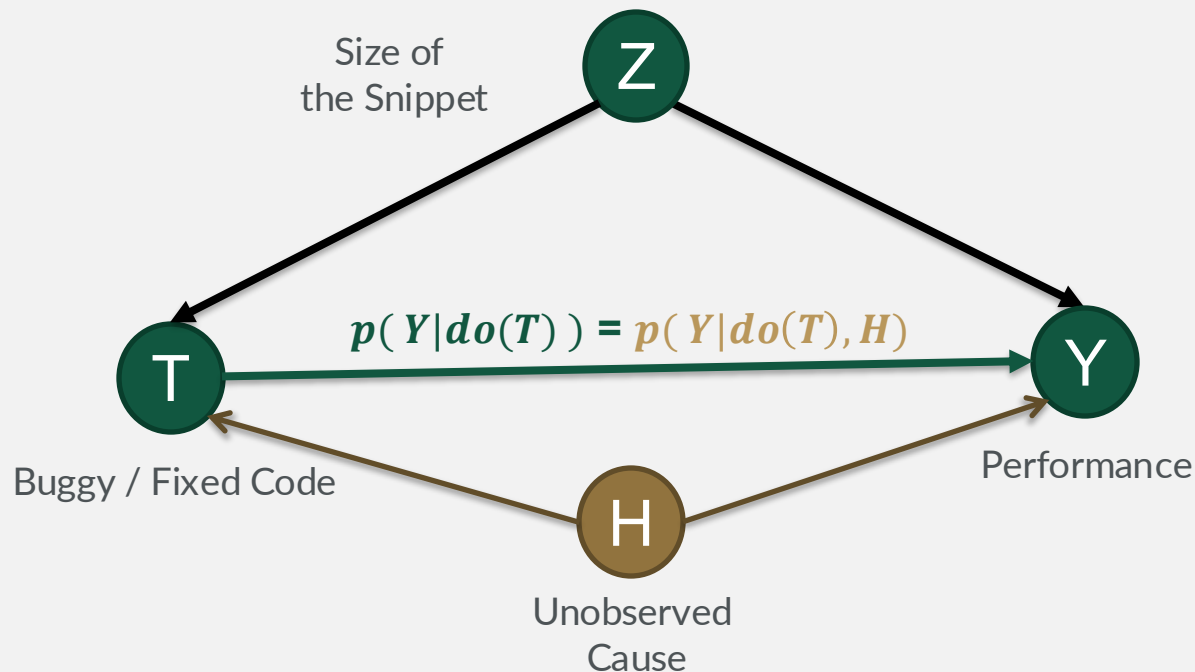 Size of
the Snippet
Z
p( Y|do(T) ) = p( Y|do(T), H)
T
Y
Buggy / Fixed Code
Performance
H
Unobserved
Cause